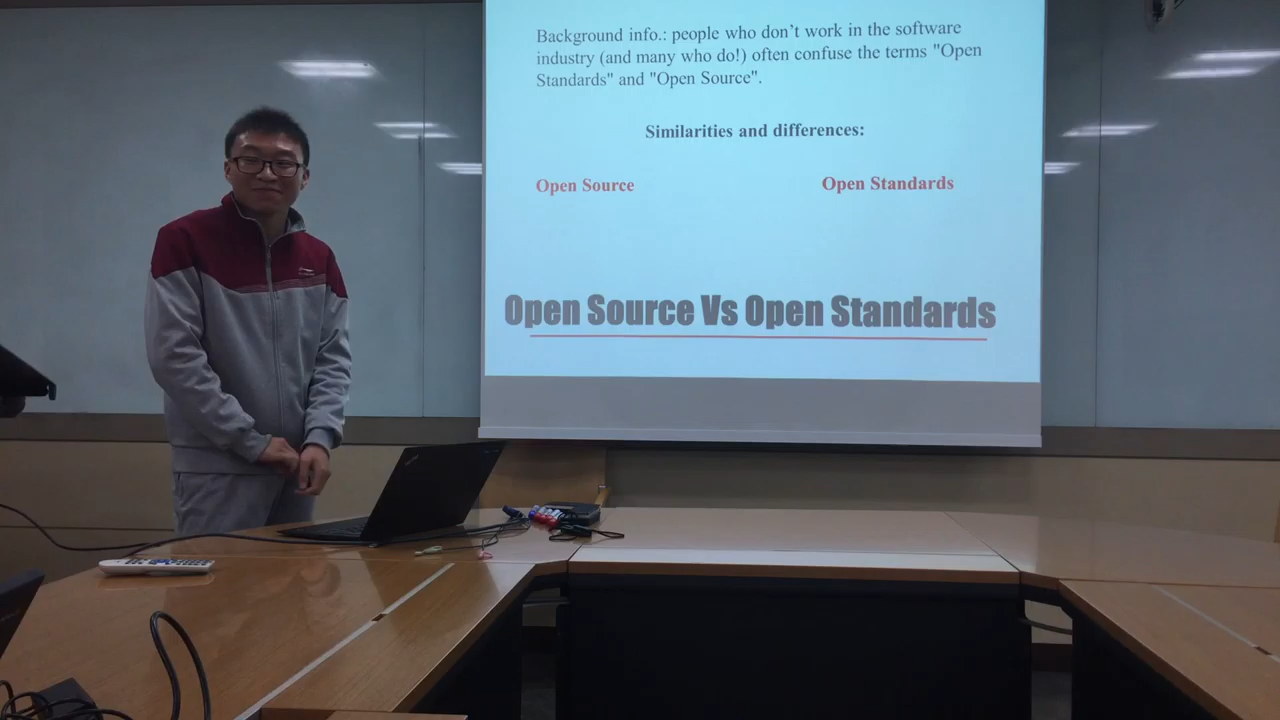 Background info.: people who don't work in the software
industry (and many who do!) often confuse the terms "Open
Standards" and "Open Source".
Similarities and differences:
Open Source
Open Standards
Open Source Vs Open Standards